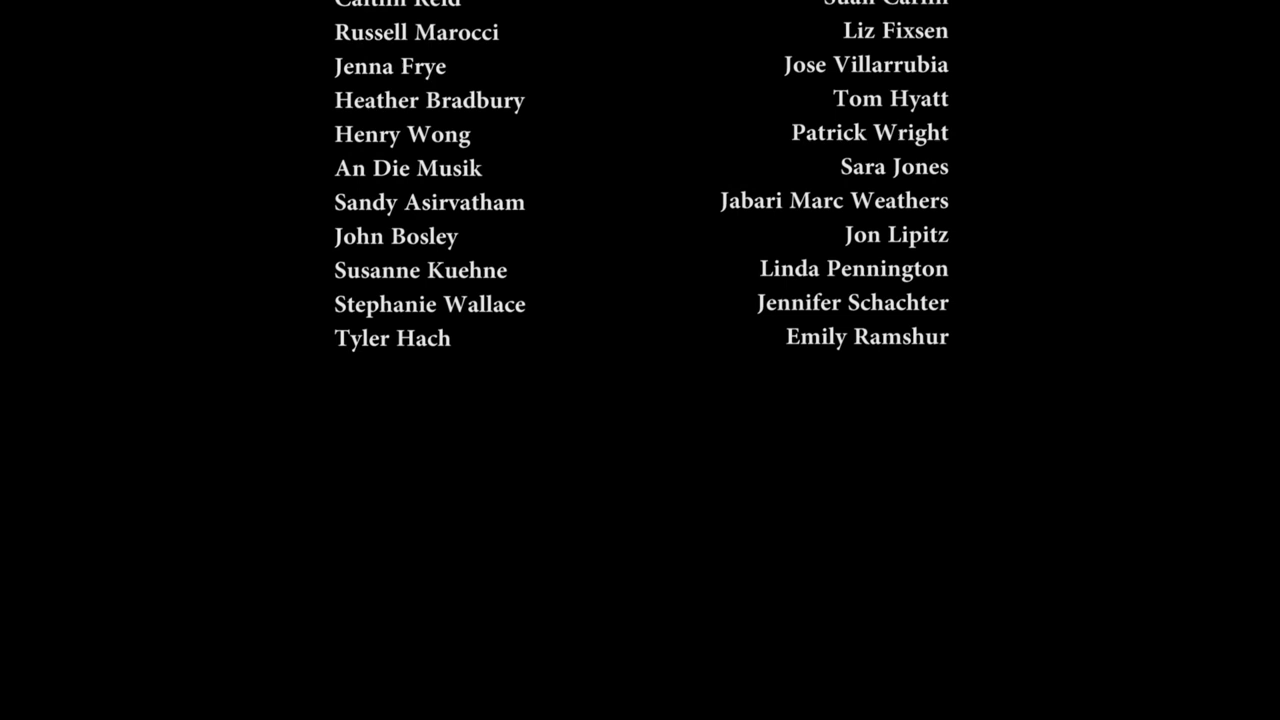 Caitlin Reid
Russell Marocci
Jenna Frye
Heather Bradbury
Henry Wong
An Die Musik
Sandy Asirvatham
John Bosley
Susanne Kuehne
Stephanie Wallace
Tyler Hach
Liz Fixsen
Jose Villarrubia
Tom Hyatt
Patrick Wright
Sara Jones
Jabari Marc Weathers
Jon Lipitz
Linda Pennington
Jennifer Schachter
Emily Ramshur